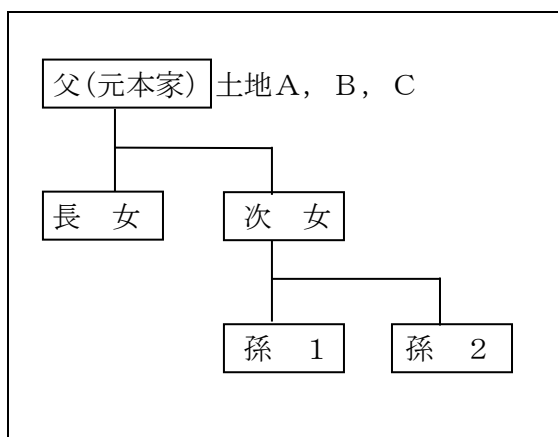 父(元本家) 土地Ａ，Ｂ，Ｃ
長　女 次　女
孫　１ 孫　２